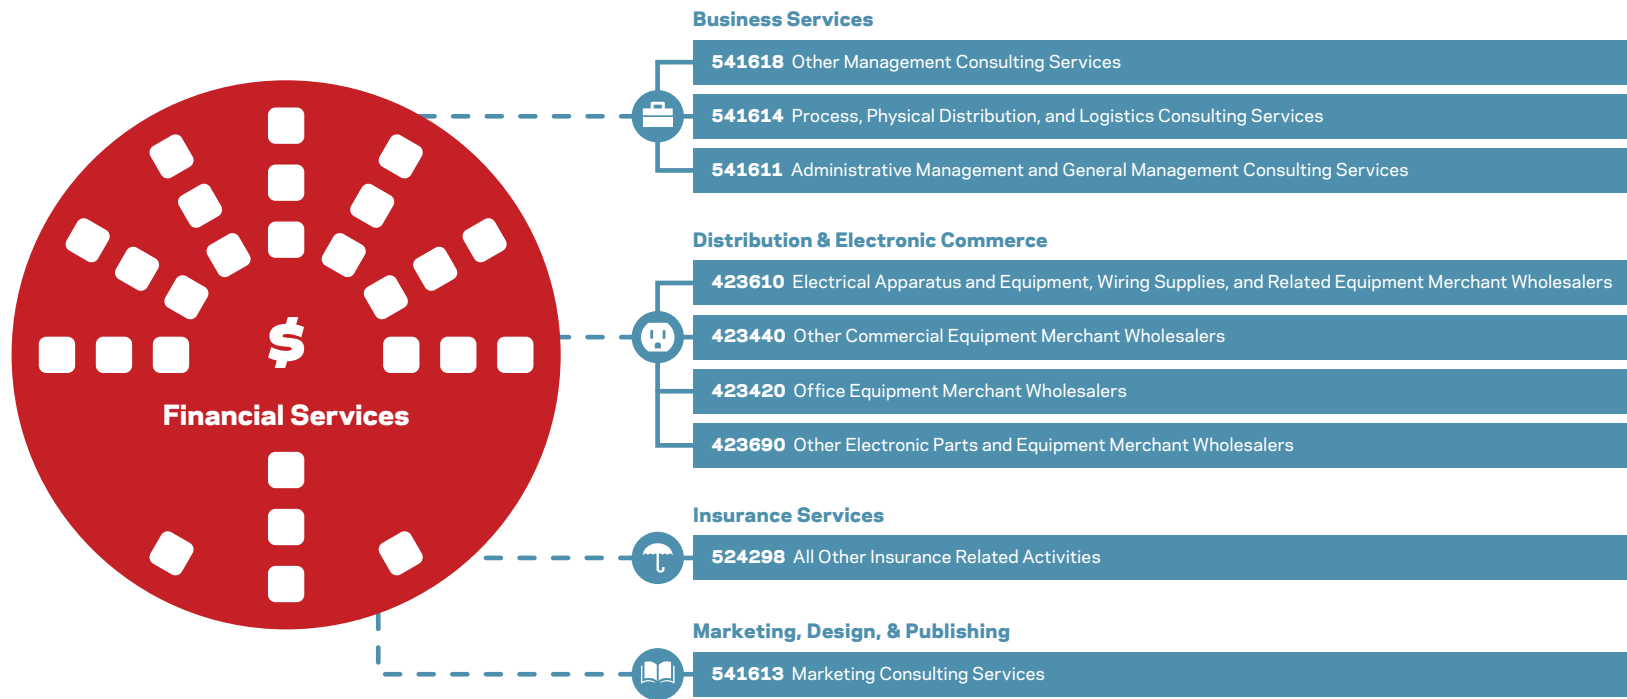 $
Financial Services
Business Services
541618 Other Management Consulting Services
541614 Process, Physical Distribution, and Logistics Consulting Services
541611 Administrative Management and General Management Consulting Services
Distribution & Electronic Commerce
423610 Electrical Apparatus and Equipment, Wiring Supplies, and Related Equipment Merchant Wholesalers
423440 Other Commercial Equipment Merchant Wholesalers
423420 Office Equipment Merchant Wholesalers
423690 Other Electronic Parts and Equipment Merchant Wholesalers
Insurance Services
524298 All Other Insurance Related Activities
Marketing, Design, & Publishing
541613 Marketing Consulting Services